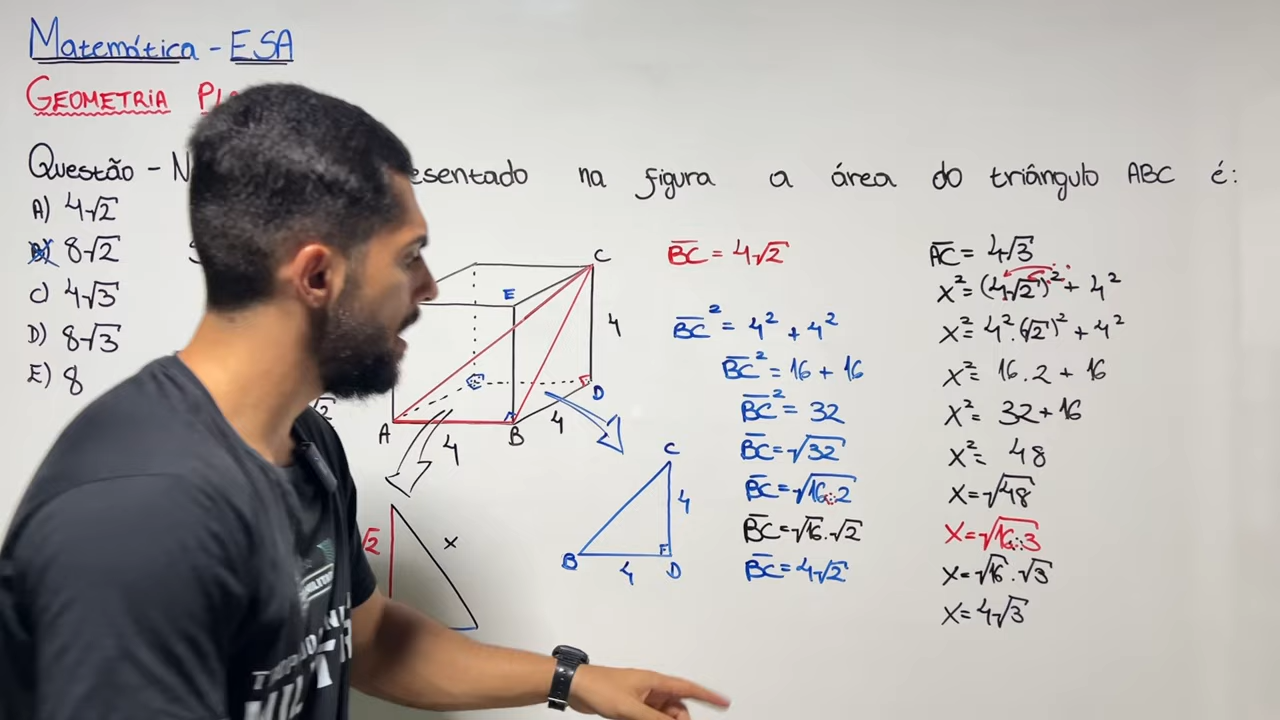 Matemática - ESA
GEOMETRIA
Questão -
na figura a área do triângulo ABC é:
A) 4√2
B) 8√2
C) 4√3
D) 8√3
E) 8
C
E
4
D
A
B
4
4
√2
x
C
4
B
4
D
BC = 4√2
BC² = 4² + 4²
BC² = 16 + 16
BC² = 32
BC = √32
BC = √16.2
BC = √16 . √2
BC = 4√2
AC = 4√3
x² = (4√2)² + 4²
x² = 4² . (√2)² + 4²
x² = 16 . 2 + 16
x² = 32 + 16
x² = 48
x = √48
x = √16.3
x = √16 . √3
x = 4√3